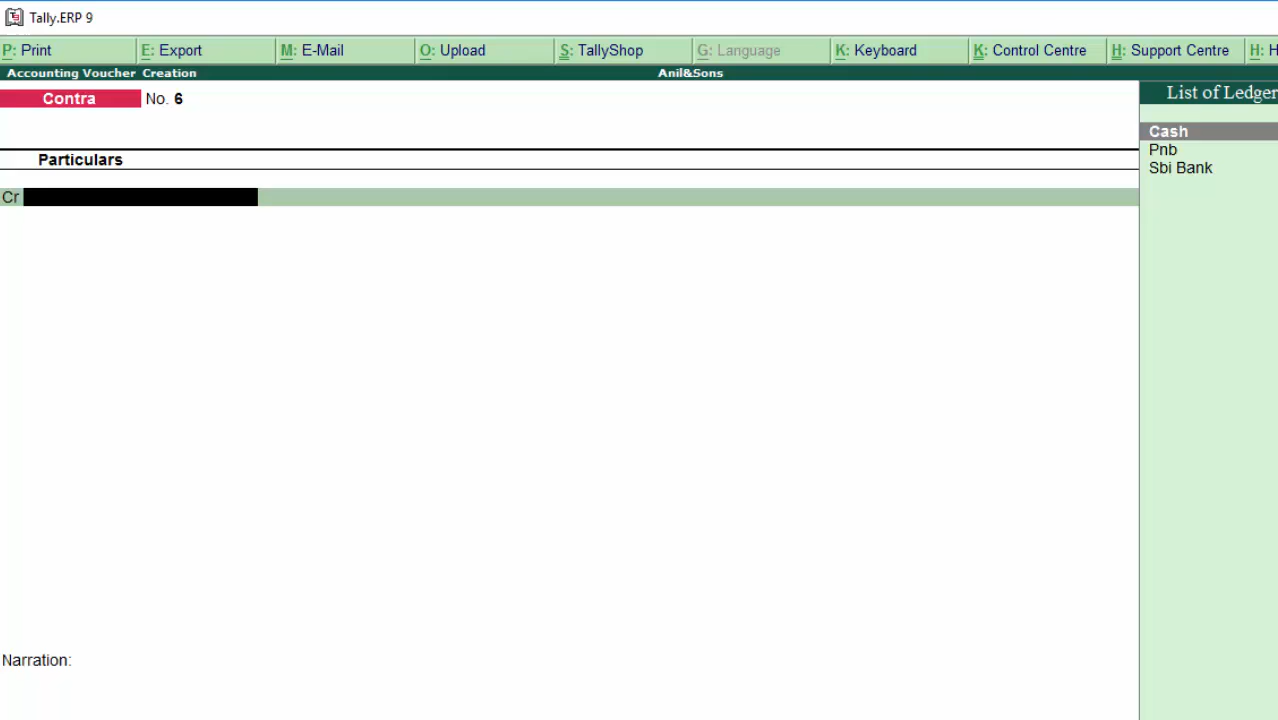 Tally.ERP 9
P: Print E: Export M: E-Mail O: Upload S: TallyShop G: Language K: Keyboard K: Control Centre H: Support Centre H: H
Accounting Voucher Creation Anil&Sons
Contra No. 6
List of Ledger
Particulars
Cash
Pnb
Sbi Bank
Cr
Narration: